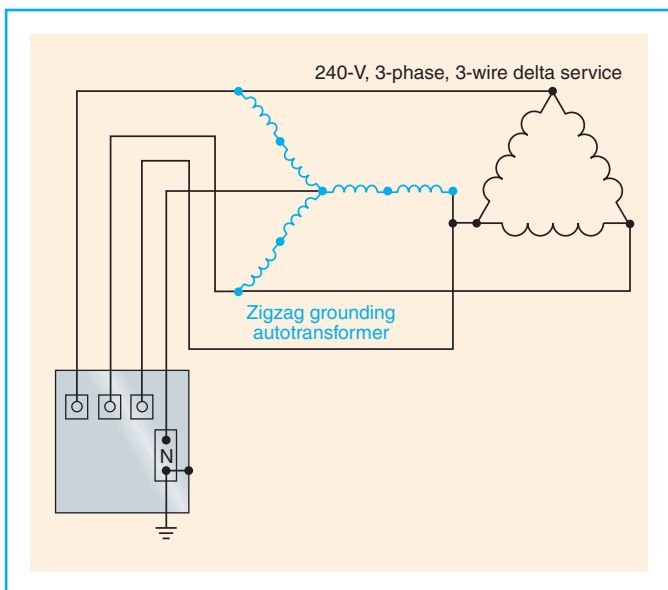 240-V, 3-phase, 3-wire delta service
Zigzag grounding
autotransformer
N